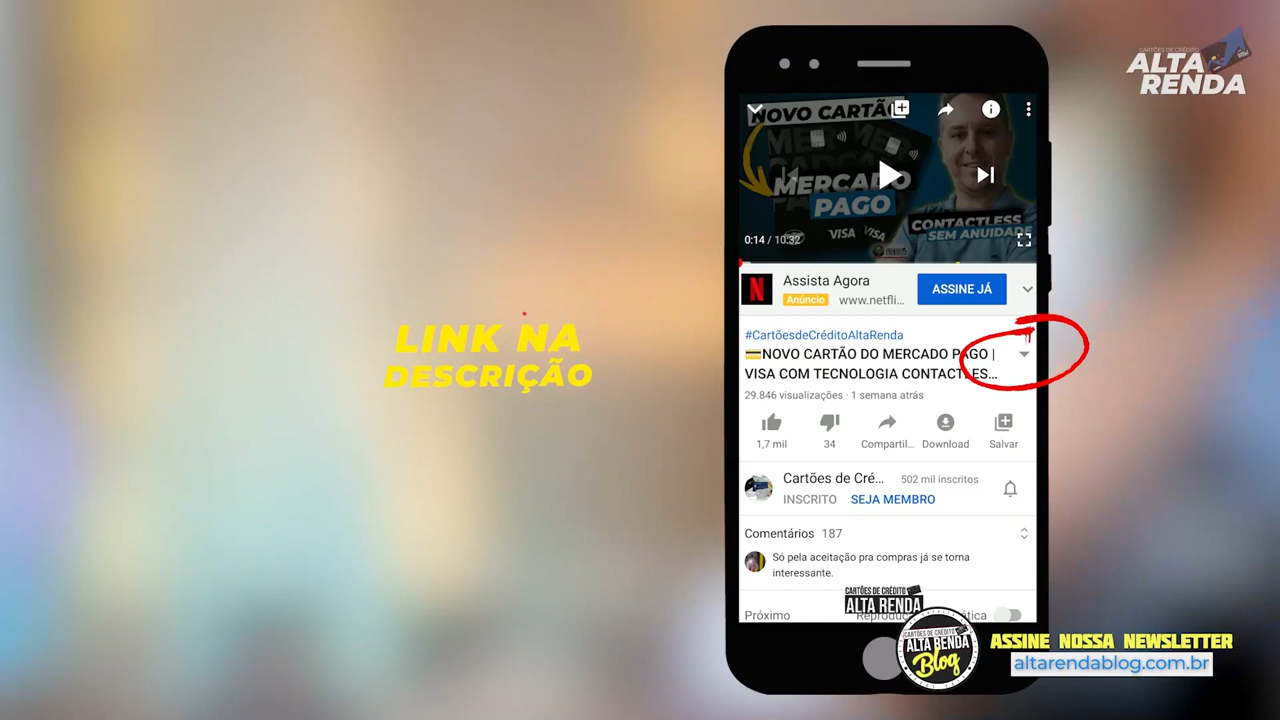 CARTÕES DE CRÉDITO
ALTA
RENDA
NOVO CARTÃO
MERCADO
PAGO
VISA
VISA
CONTACTLESS
SEM ANUIDADE
0:14 / 10:32
Assista Agora
ASSINE JÁ
Anúncio www.netfli...
#CartõesdeCréditoAltaRenda
NOVO CARTÃO DO MERCADO PAGO |
VISA COM TECNOLOGIA CONTACTLES...
29.846 visualizações · 1 semana atrás
1,7 mil
34
Compartil...
Download
Salvar
LINK NA
DESCRIÇÃO
Cartões de Cré... 502 mil inscritos
INSCRITO SEJA MEMBRO
Comentários 187
Só pela aceitação pra compras já se torna
interessante.
Próximo
CARTÕES DE CRÉDITO
ALTA RENDA
CARTÕES DE CRÉDITO
ALTA RENDA
Blog
ASSINE NOSSA NEWSLETTER
altarendablog.com.br